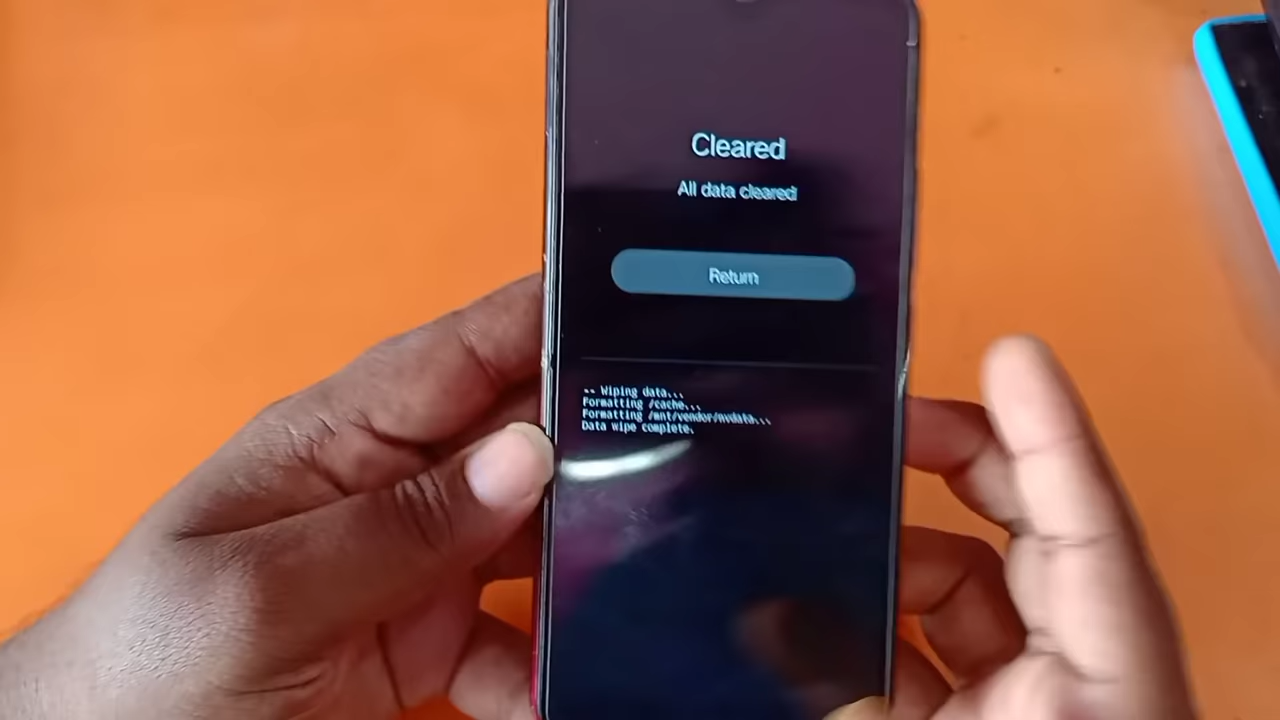 Cleared
All data cleared
Return
-- Wiping data...
Formatting /cache...
Formatting /mnt/vendor/nvdata...
Data wipe complete.